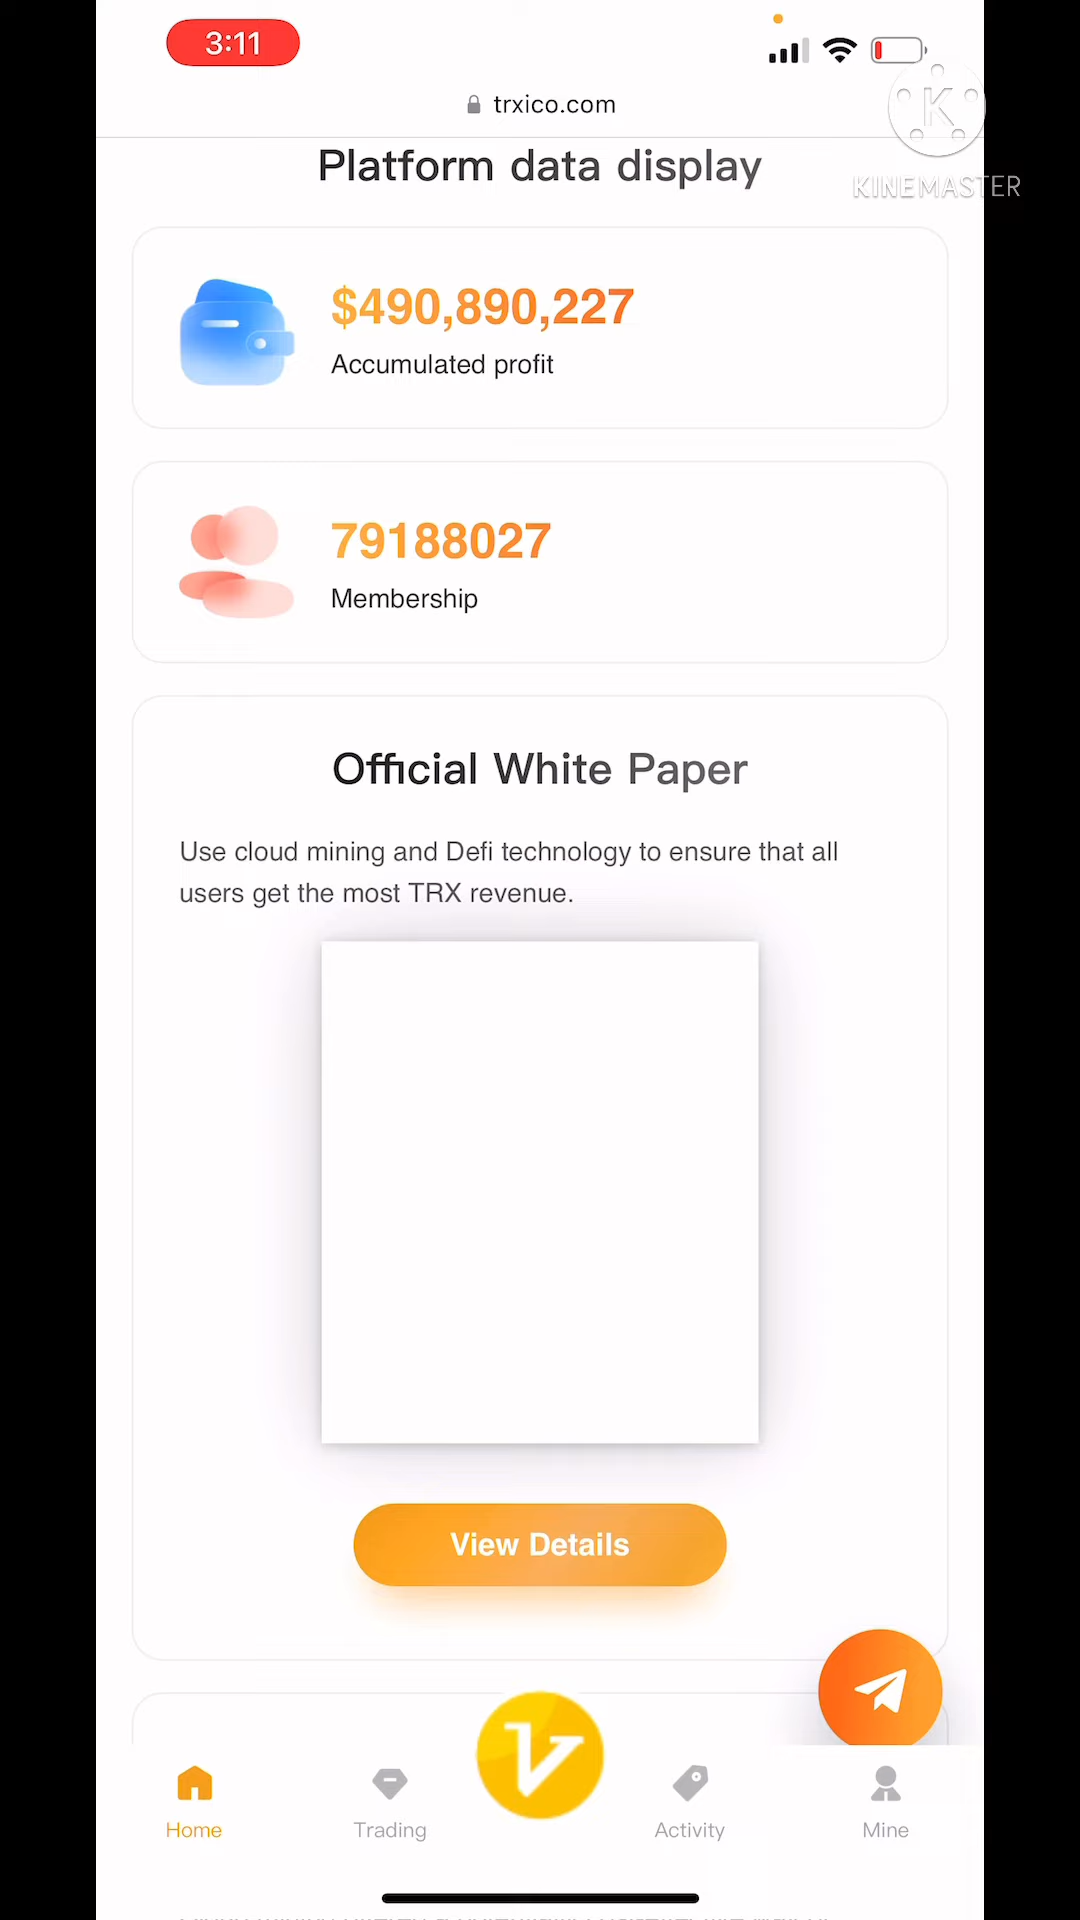 3:11
trxico.com
KINEMASTER
Platform data display
$490,890,227
Accumulated profit
79188027
Membership
Official White Paper
Use cloud mining and Defi technology to ensure that all
users get the most TRX revenue.
View Details
Home
Trading
Activity
Mine